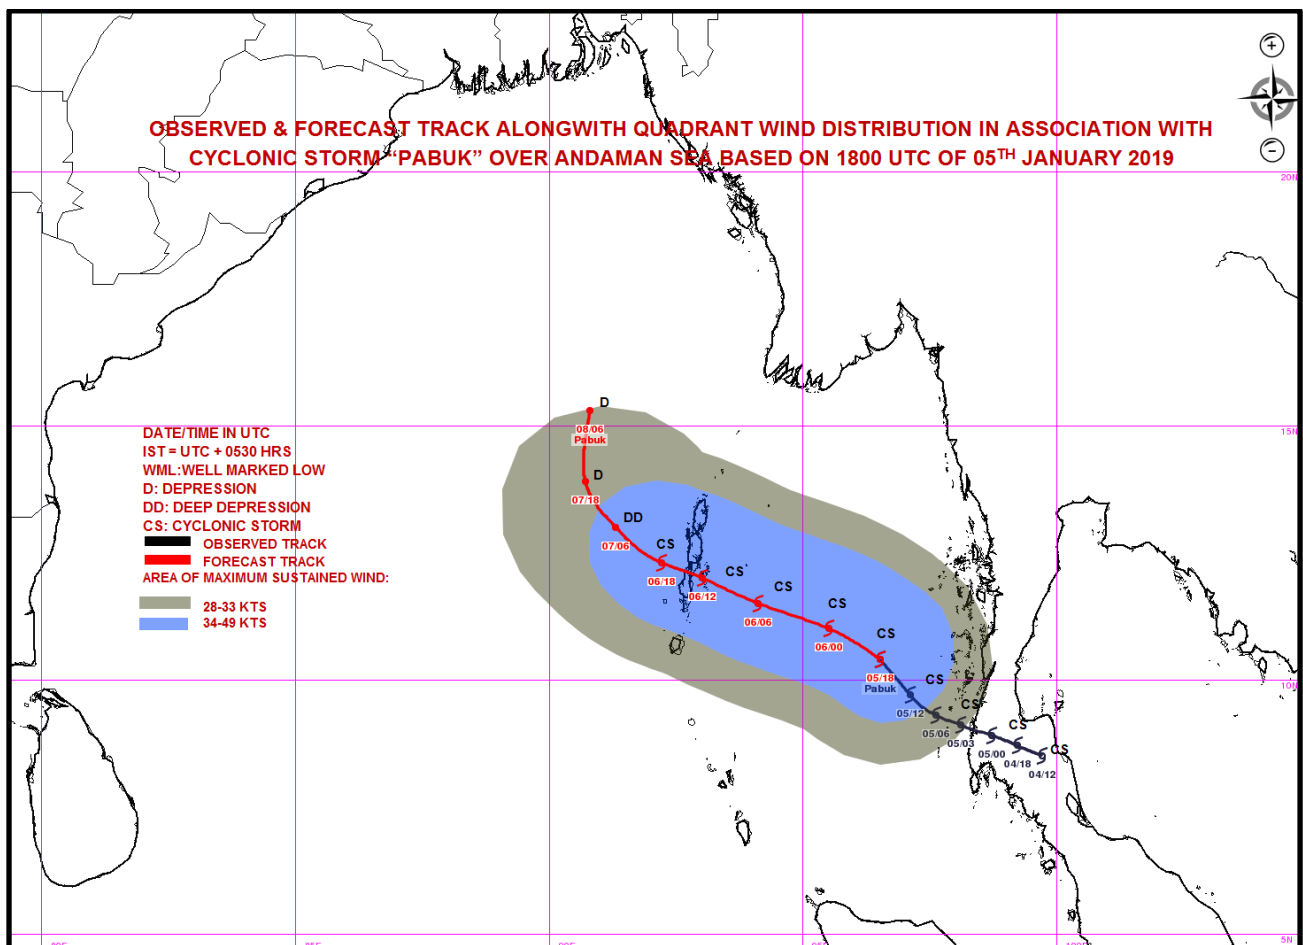 OBSERVED & FORECAST TRACK ALONGWITH QUADRANT WIND DISTRIBUTION IN ASSOCIATION WITH
CYCLONIC STORM “PABUK” OVER ANDAMAN SEA BASED ON 1800 UTC OF 05TH JANUARY 2019
20N
D
08/06
Pabuk
15N
DATE/TIME IN UTC
IST = UTC + 0530 HRS
WML:WELL MARKED LOW
D: DEPRESSION
DD: DEEP DEPRESSION
CS: CYCLONIC STORM
OBSERVED TRACK
FORECAST TRACK
AREA OF MAXIMUM SUSTAINED WIND:
28-33 KTS
34-49 KTS
D
07/18
DD
07/06
CS
06/18
CS
06/12
CS
06/06
CS
06/00
CS
05/18
Pabuk
CS
05/12
10N
CS
05/06
05/03
CS
05/00
04/18
CS
04/12
5N